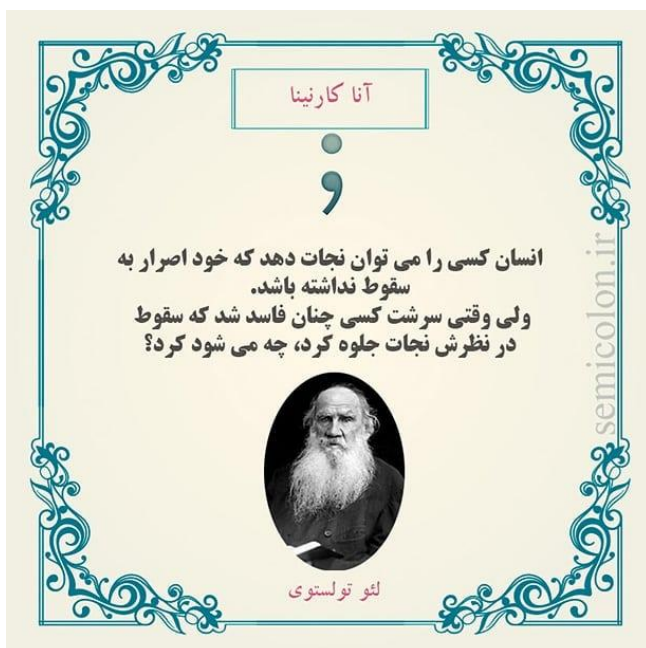 آنا کارنینا
;
انسان کسی را می توان نجات دهد که خود اصرار به
سقوط نداشته باشد.
ولی وقتی سرشت کسی چنان فاسد شد که سقوط
در نظرش نجات جلوه کرد، چه می شود کرد؟
لئو تولستوی
semicolon.ir